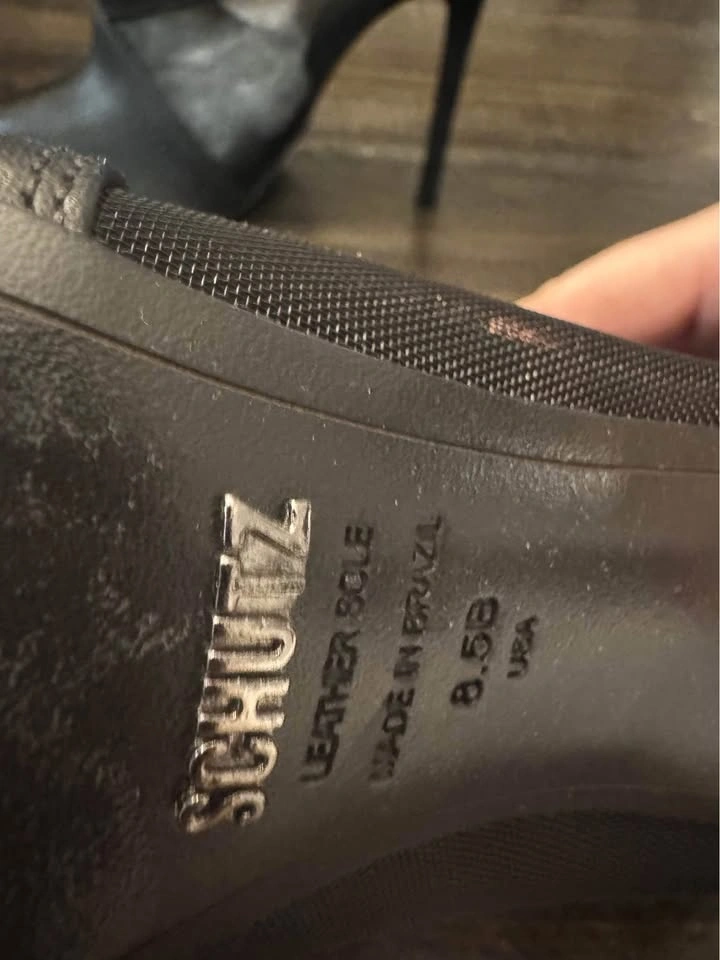 SCHUTZ
LEATHER SOLE
MADE IN BRAZIL
8.5B
USA